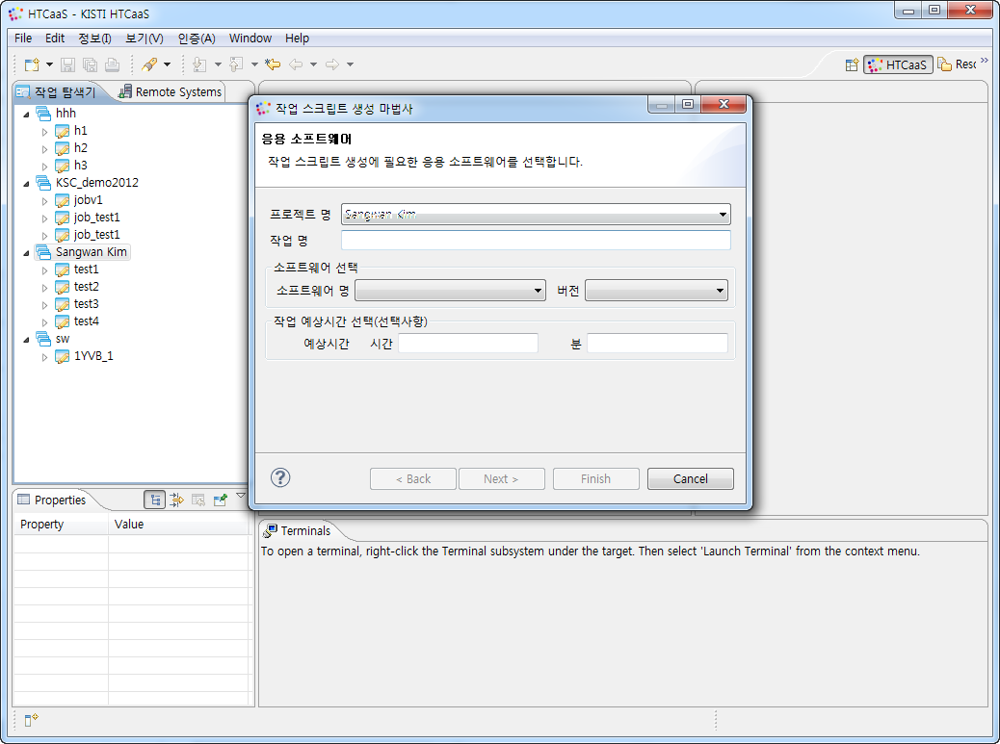 HTCaaS - KISTI HTCaaS
File Edit 정보(I) 보기(V) 인증(A) Window Help
HTCaaS Resc »
작업 탐색기 Remote Systems
hhh
h1
h2
h3
KSC_demo2012
jobv1
job_test1
job_test1
Sangwan Kim
test1
test2
test3
test4
sw
1YVB_1
작업 스크립트 생성 마법사
응용 소프트웨어
작업 스크립트 생성에 필요한 응용 소프트웨어를 선택합니다.
프로젝트 명 Sangwan Kim
작업 명
소프트웨어 선택
소프트웨어 명 버전
작업 예상시간 선택(선택사항)
예상시간 시간 분
? < Back Next > Finish Cancel
Properties
Property Value
Terminals
To open a terminal, right-click the Terminal subsystem under the target. Then select 'Launch Terminal' from the context menu.